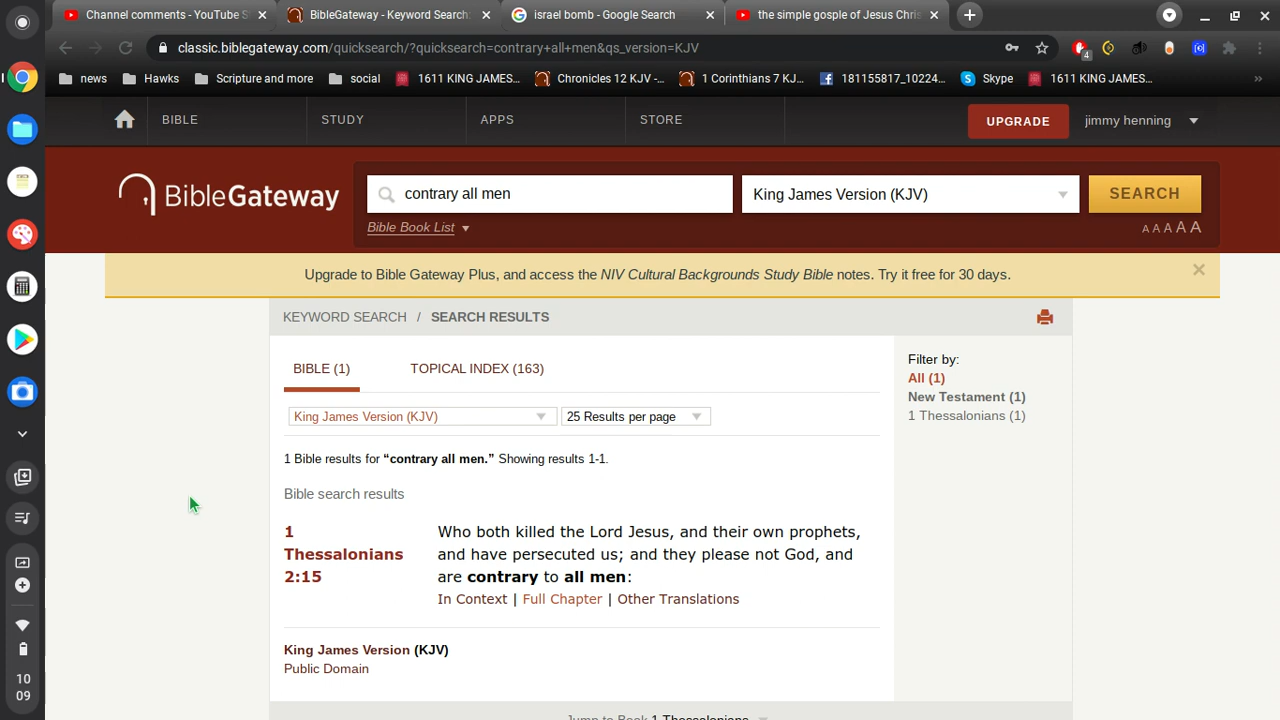 Channel comments - YouTube S
BibleGateway - Keyword Search:
israel bomb - Google Search
the simple gosple of Jesus Chris
classic.biblegateway.com/quicksearch/?quicksearch=contrary+all+men&qs_version=KJV
4
news
Hawks
Scripture and more
social
1611 KING JAMES...
Chronicles 12 KJV -...
1 Corinthians 7 KJ...
181155817_10224...
Skype
1611 KING JAMES...
»
BIBLE
STUDY
APPS
STORE
UPGRADE
jimmy henning
BibleGateway
contrary all men
King James Version (KJV)
SEARCH
Bible Book List
A A A A A
Upgrade to Bible Gateway Plus, and access the NIV Cultural Backgrounds Study Bible notes. Try it free for 30 days.
KEYWORD SEARCH / SEARCH RESULTS
BIBLE (1)
TOPICAL INDEX (163)
King James Version (KJV)
25 Results per page
1 Bible results for “contrary all men.” Showing results 1-1.
Bible search results
1
Thessalonians
2:15
Who both killed the Lord Jesus, and their own prophets,
and have persecuted us; and they please not God, and
are contrary to all men:
In Context | Full Chapter | Other Translations
King James Version (KJV)
Public Domain
Filter by:
All (1)
New Testament (1)
1 Thessalonians (1)
Jump to Book 1 Thessalonians
10
09